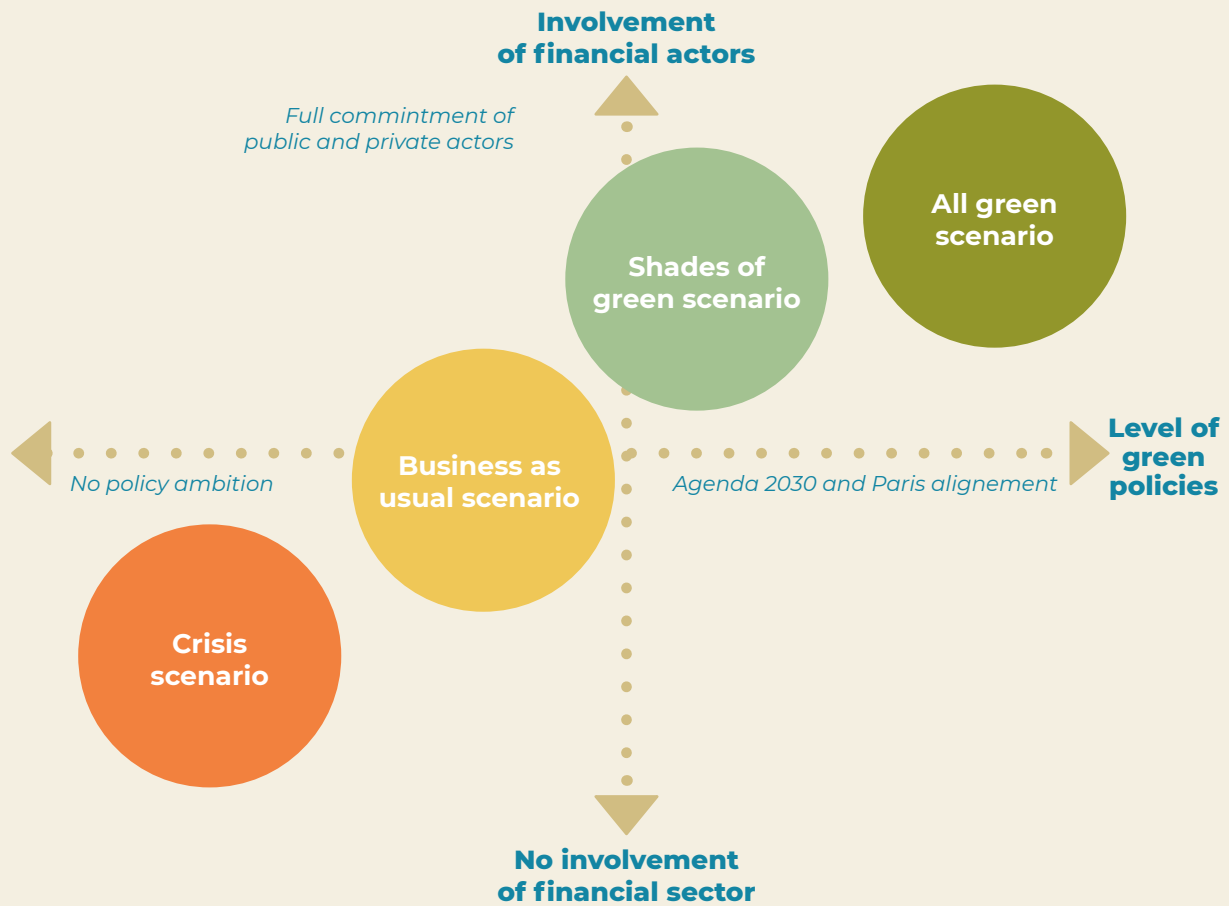 Involvement
of financial actors
Full commintment of
public and private actors
All green
scenario
Shades of
green scenario
Level of
green
policies
Business as
usual scenario
No policy ambition
Agenda 2030 and Paris alignement
Crisis
scenario
No involvement
of financial sector